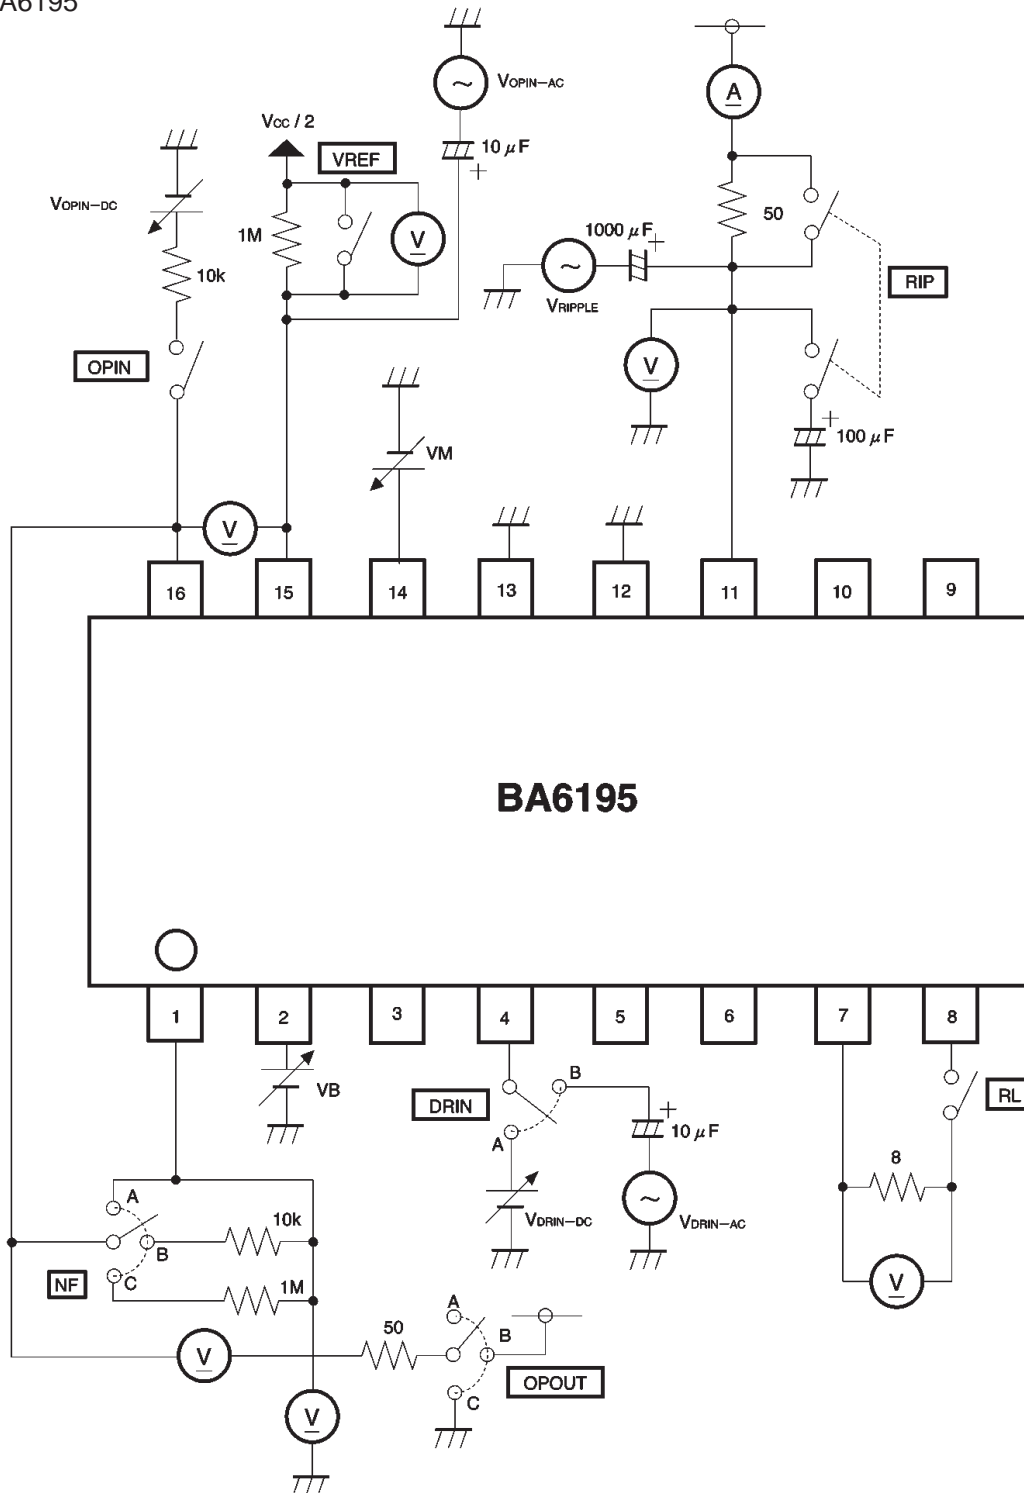 A6195
VOPIN-AC
A
VCC / 2
10 μF
+
VREF
VOPIN-DC
50
1M
V
1000 μF
+
10k
RIP
VRIPPLE
OPIN
V
+
100 μF
VM
V
16
15
14
13
12
11
10
9
BA6195
1
2
3
4
5
6
7
8
VB
B
DRIN
+
10 μF
RL
A
8
A
VDRIN-DC
VDRIN-AC
10k
B
NF
C
1M
V
A
50
B
V
OPOUT
C
V